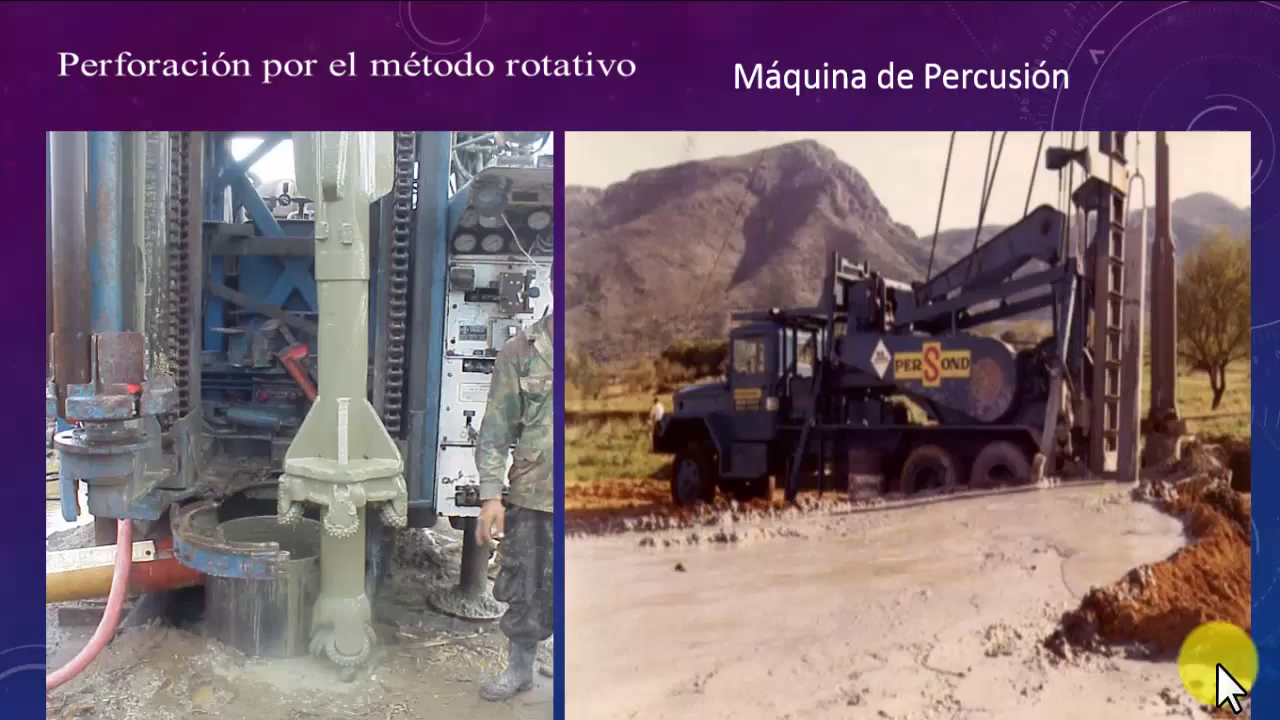 Perforación por el método rotativo
Máquina de Percusión
PERSOND